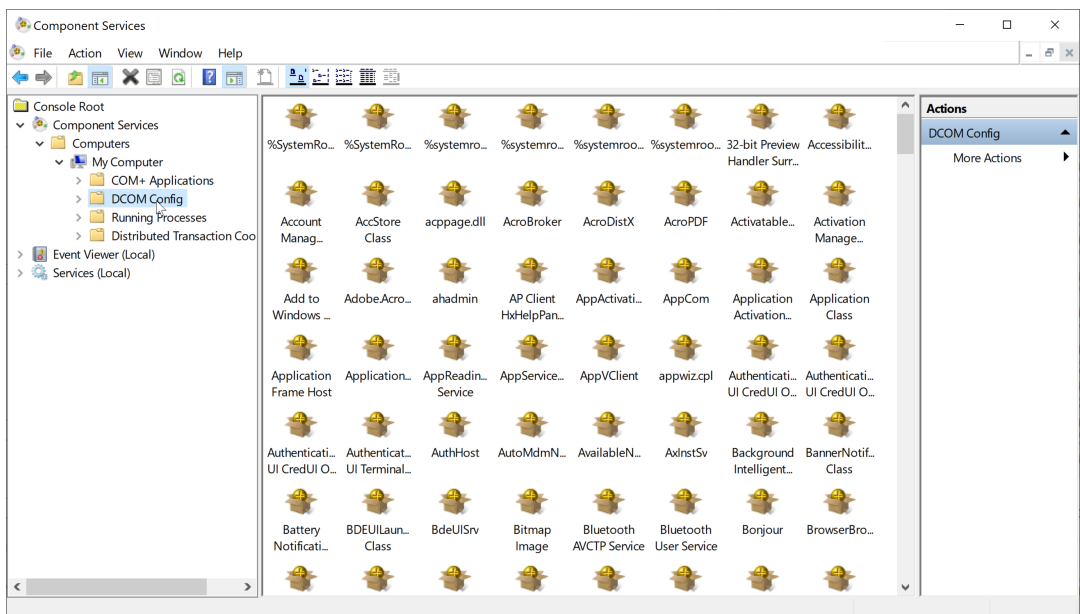 Component Services
File Action View Window Help
Console Root
Component Services
Computers
My Computer
COM+ Applications
DCOM Config
Running Processes
Distributed Transaction Coo
Event Viewer (Local)
Services (Local)
%SystemRo... %SystemRo... %systemro... %systemro... %systemroo... %systemroo... 32-bit Preview Accessibilit...
Handler Surr...
Account AccStore acppage.dll AcroBroker AcroDistX AcroPDF Activatable... Activation
Manag... Class Manage...
Add to Adobe.Acro... ahadmin AP Client AppActivati... AppCom Application Application
Windows ... HxHelpPan... Activation... Class
Application Application... AppReadin... AppService... AppVClient appwiz.cpl Authenticati... Authenticati...
Frame Host Service UI CredUI O... UI CredUI O...
Authenticati... Authenticat... AuthHost AutoMdmN... AvailableN... AxInstSv Background BannerNotif...
UI CredUI O... UI Terminal... Intelligent... Class
Battery BDEUILaun... BdeUISrv Bitmap Bluetooth Bluetooth Bonjour BrowserBro...
Notificati... Class Image AVCTP Service User Service
Actions
DCOM Config
More Actions